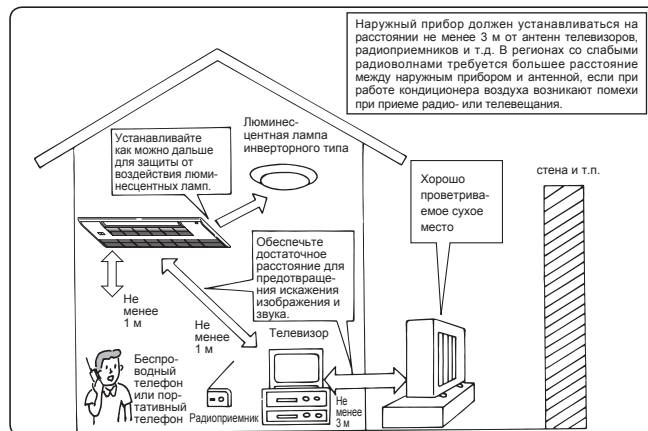 Наружный прибор должен устанавливаться на
расстоянии не менее 3 м от антенн телевизоров,
радиоприемников и т.д. В регионах со слабыми
радиоволнами требуется большее расстояние
между наружным прибором и антенной, если при
работе кондиционера воздуха возникают помехи
при приеме радио- или телевещания.
Люминес-
центная лампа
инверторного типа
Устанавливайте
как можно дальше
для защиты от
воздействия люми-
несцентных ламп.
Хорошо
проветрива-
емое сухое
место
стена и т.п.
Обеспечьте
достаточное
расстояние для
предотвраще-
ния искажения
изображения и
звука.
Не
менее
1 м
Не
менее
1 м
Телевизор
Беспро-
водный
телефон
или пор-
тативный
телефон
Радиоприемник
Не
менее
3 м